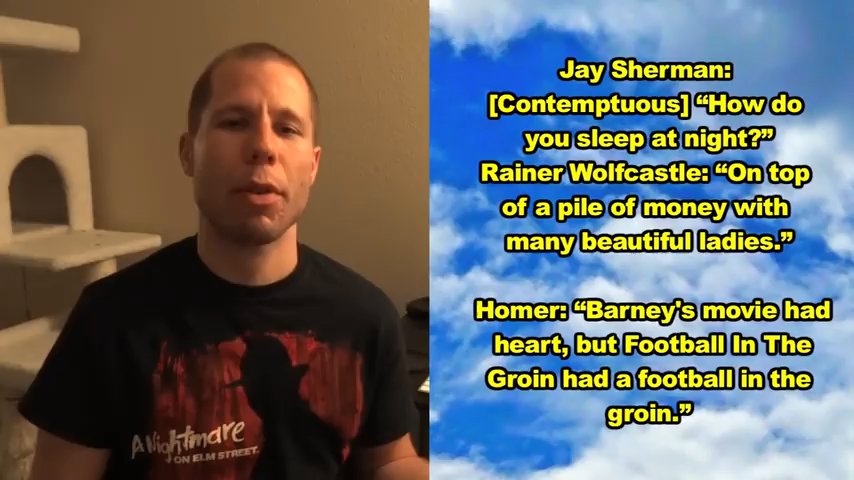 Jay Sherman:
[Contemptuous] “How do
you sleep at night?”
Rainer Wolfcastle: “On top
of a pile of money with
many beautiful ladies.”
Homer: “Barney's movie had
heart, but Football In The
Groin had a football in the
groin.”
A Nightmare
ON ELM STREET